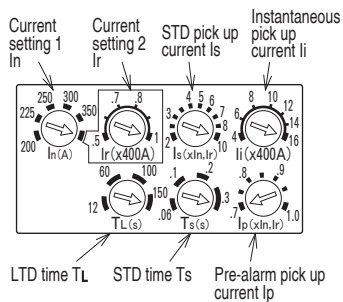 Current
setting 1
In
Current
setting 2
Ir
STD pick up
current Is
Instantaneous
pick up
current Ii
200 225 250 300 350
In(A)
.5 .6 .7 .8 .9 1
Ir(x400A)
2 3 4 5 6 7 8 10
Is(xIn,Ir)
4 6 8 10 12 14 16
Ii(x400A)
12 60 100 150
TL(s)
.06 .1 .2 .3
Ts(s)
.7 .8 .9 1.0
Ip(xIn,Ir)
LTD time TL
STD time Ts
Pre-alarm pick up
current Ip